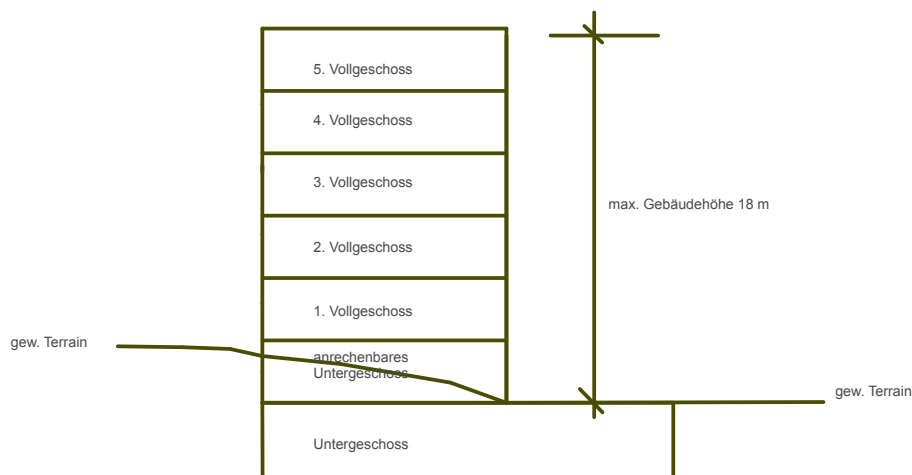 5. Vollgeschoss
4. Vollgeschoss
3. Vollgeschoss
max. Gebäudehöhe 18 m
2. Vollgeschoss
1. Vollgeschoss
gew. Terrain
anrechenbares
Untergeschoss
gew. Terrain
Untergeschoss